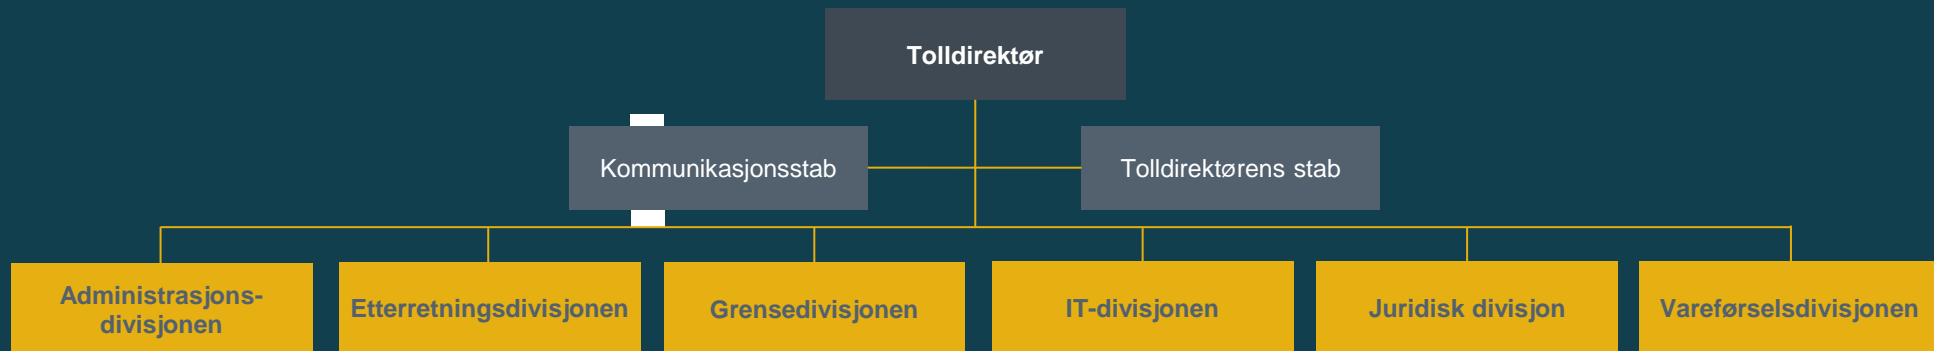 Tolldirektør
Kommunikasjonsstab
Tolldirektørens stab
Administrasjons-
divisjonen
Etterretningsdivisjonen
Grensedivisjonen
IT-divisjonen
Juridisk divisjon
Vareførselsdivisjonen